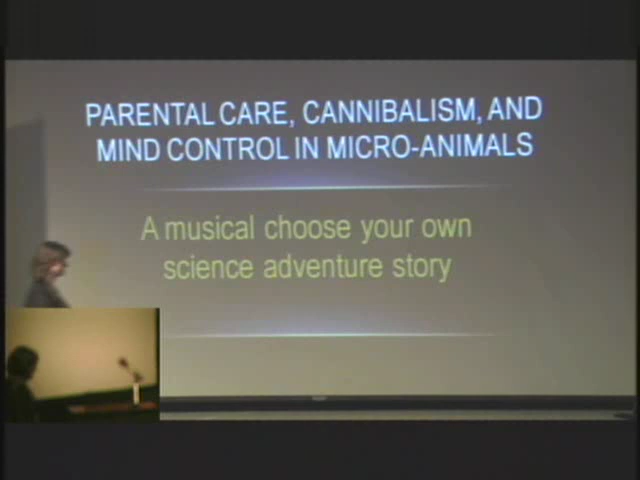 PARENTAL CARE, CANNIBALISM, AND
MIND CONTROL IN MICRO-ANIMALS
A musical choose your own
science adventure story